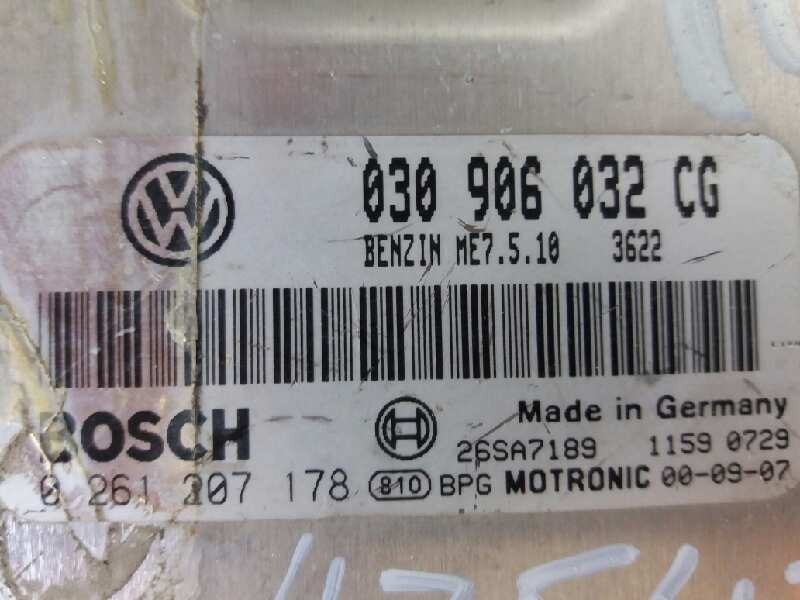 030 906 032 CG
BENZIN ME7.5.10 3622
BOSCH
Made in Germany
26SA7189 1159 0729
0 261 207 178 810 BPG MOTRONIC 00-09-07